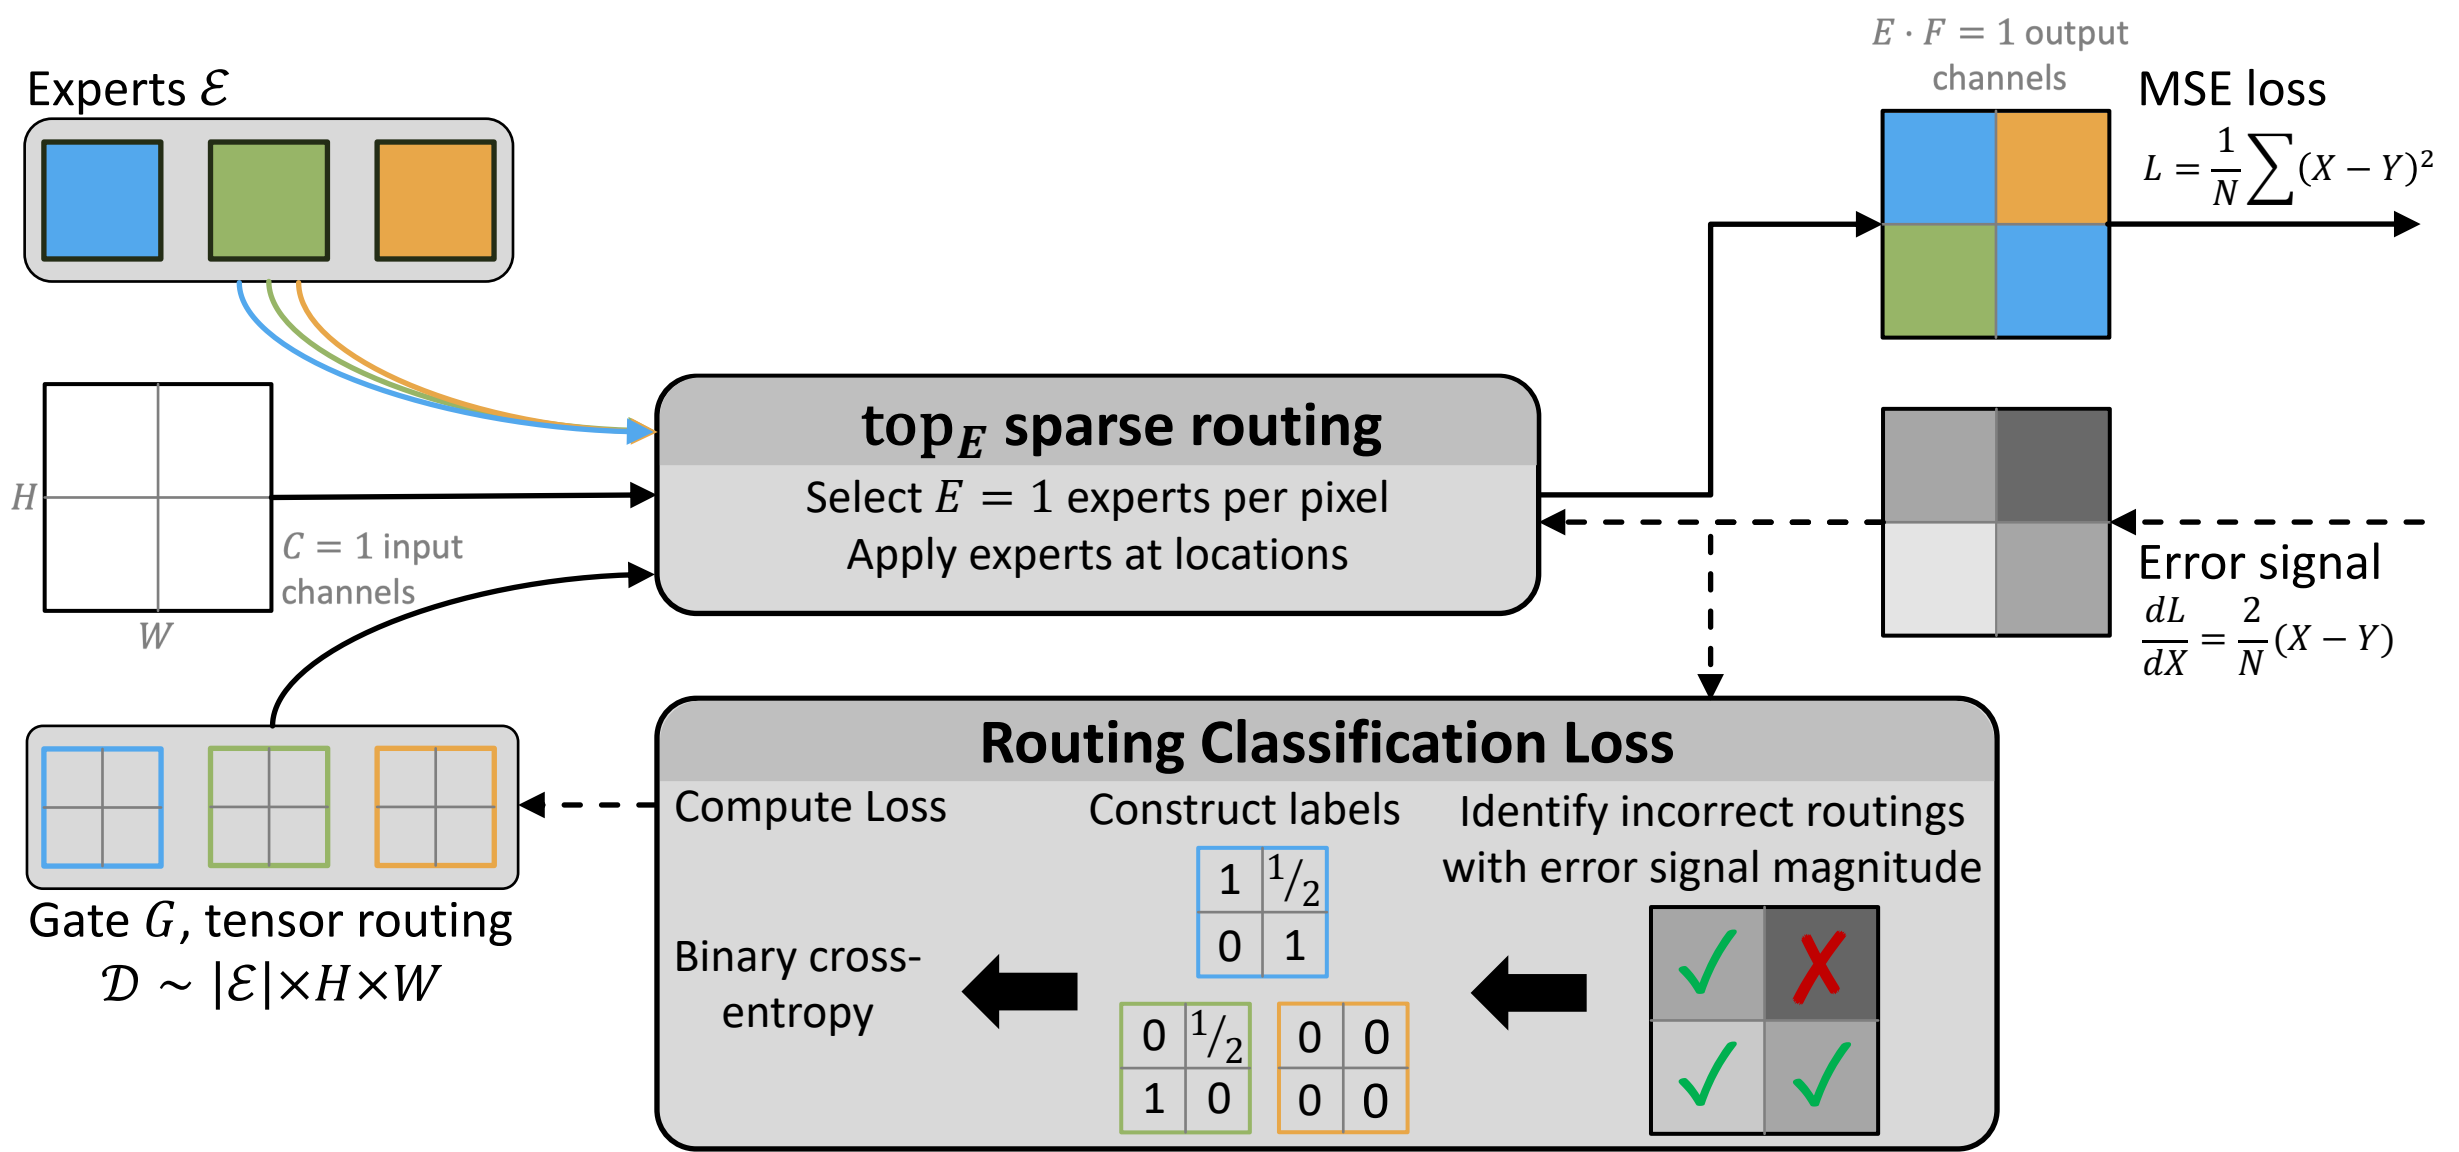 Experts ℰ
E · F = 1 output
channels
MSE loss
L = 1/N ∑(X − Y)²
top_E sparse routing
Select E = 1 experts per pixel
Apply experts at locations
H
W
C = 1 input
channels
Error signal
dL/dX = 2/N (X − Y)
Gate G, tensor routing
𝒟 ~ |ℰ|×H×W
Routing Classification Loss
Compute Loss
Binary cross-
entropy
Construct labels
1 1/2
0 1
0 1/2
1 0
0 0
0 0
Identify incorrect routings
with error signal magnitude
✓ ✗
✓ ✓